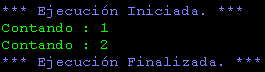 *** Ejecución Iniciada. ***
Contando : 1
Contando : 2
*** Ejecución Finalizada. ***